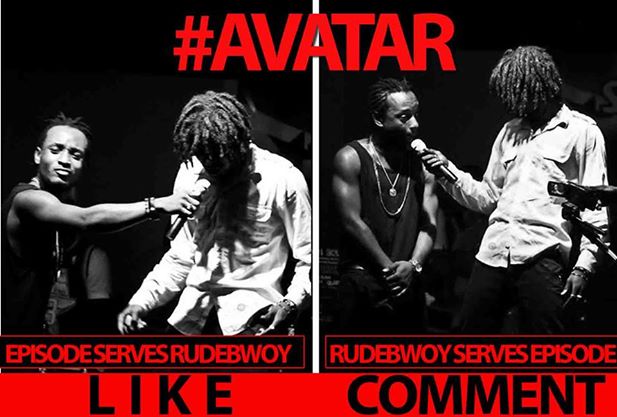 #AVATAR
EPISODE SERVES RUDEBWOY
RUDEBWOY SERVES EPISODE
LIKE
COMMENT